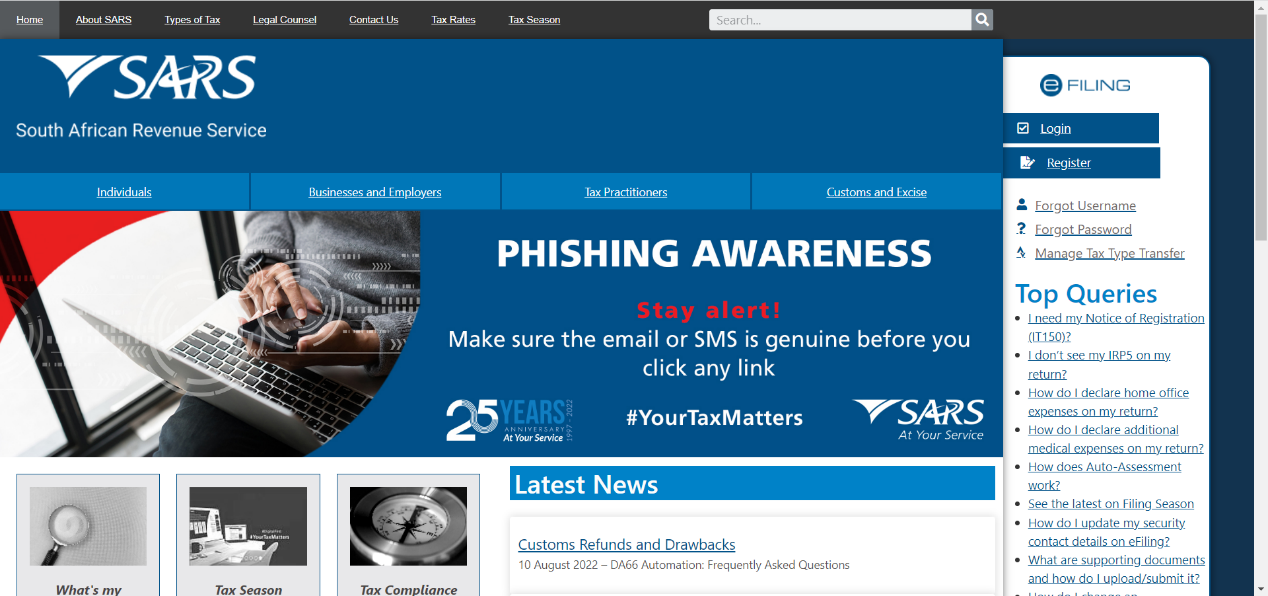 Home About SARS Types of Tax Legal Counsel Contact Us Tax Rates Tax Season Search...
SARS
South African Revenue Service
e FILING
Login
Register
Individuals Businesses and Employers Tax Practitioners Customs and Excise
Forgot Username
Forgot Password
Manage Tax Type Transfer
PHISHING AWARENESS
Stay alert!
Make sure the email or SMS is genuine before you
click any link
25 YEARS
ANNIVERSARY
At Your Service
1997 - 2022
#YourTaxMatters
SARS
At Your Service
Top Queries
I need my Notice of Registration
(IT150)?
I don't see my IRP5 on my
return?
How do I declare home office
expenses on my return?
How do I declare additional
medical expenses on my return?
How does Auto-Assessment
work?
See the latest on Filing Season
How do I update my security
contact details on eFiling?
What are supporting documents
and how do I upload/submit it?
How do I change an
#YourTaxMatters
What's my
Tax Season
Tax Compliance
Latest News
Customs Refunds and Drawbacks
10 August 2022 – DA66 Automation: Frequently Asked Questions